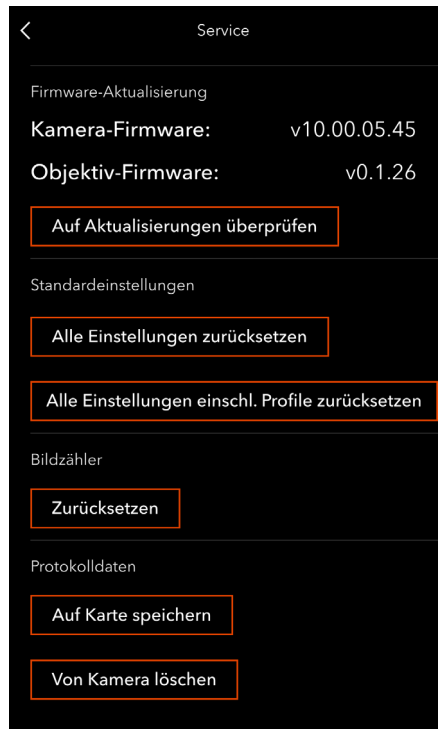 Service
Firmware-Aktualisierung
Kamera-Firmware: v10.00.05.45
Objektiv-Firmware: v0.1.26
Auf Aktualisierungen überprüfen
Standardeinstellungen
Alle Einstellungen zurücksetzen
Alle Einstellungen einschl. Profile zurücksetzen
Bildzähler
Zurücksetzen
Protokolldaten
Auf Karte speichern
Von Kamera löschen